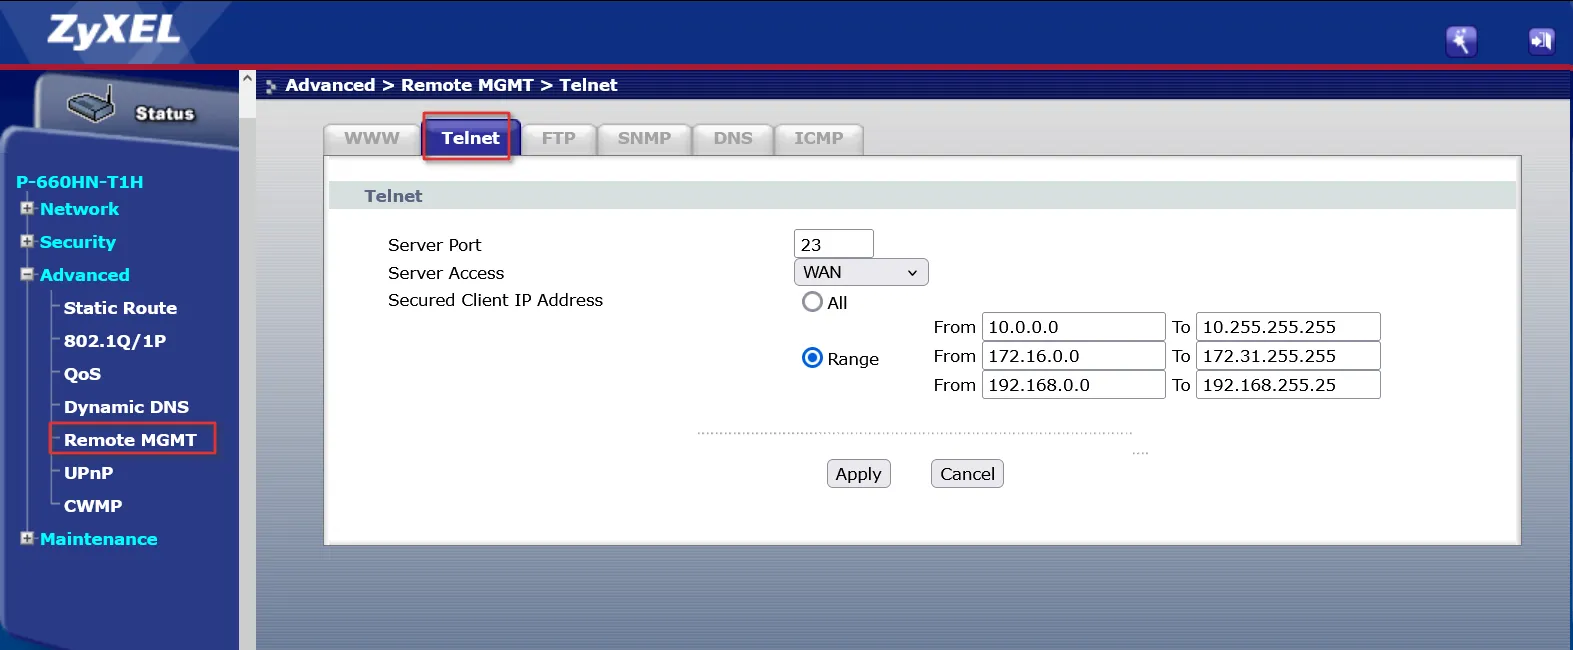 ZyXEL
Status
Advanced > Remote MGMT > Telnet
WWW Telnet FTP SNMP DNS ICMP
P-660HN-T1H
Network
Security
Advanced
Static Route
802.1Q/1P
QoS
Dynamic DNS
Remote MGMT
UPnP
CWMP
Maintenance
Telnet
Server Port 23
Server Access WAN
Secured Client IP Address All
Range
From 10.0.0.0 To 10.255.255.255
From 172.16.0.0 To 172.31.255.255
From 192.168.0.0 To 192.168.255.25
Apply Cancel